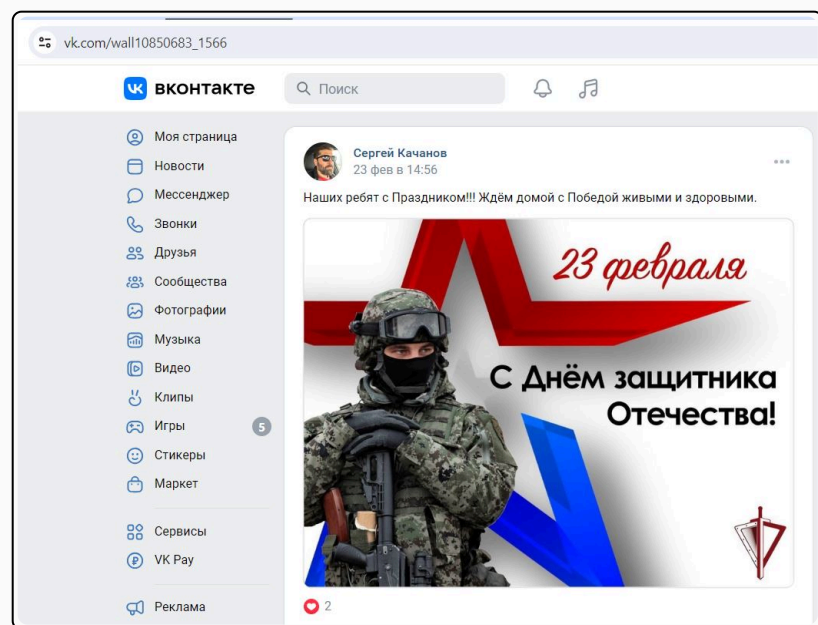 vk.com/wall10850683_1566
вконтакте
Поиск
Моя страница
Новости
Мессенджер
Звонки
Друзья
Сообщества
Фотографии
Музыка
Видео
Клипы
Игры 5
Стикеры
Маркет
Сервисы
VK Pay
Реклама
Сергей Качанов
23 фев в 14:56
Наших ребят с Праздником!!! Ждём домой с Победой живыми и здоровыми.
23 февраля
С Днём защитника
Отечества!
2